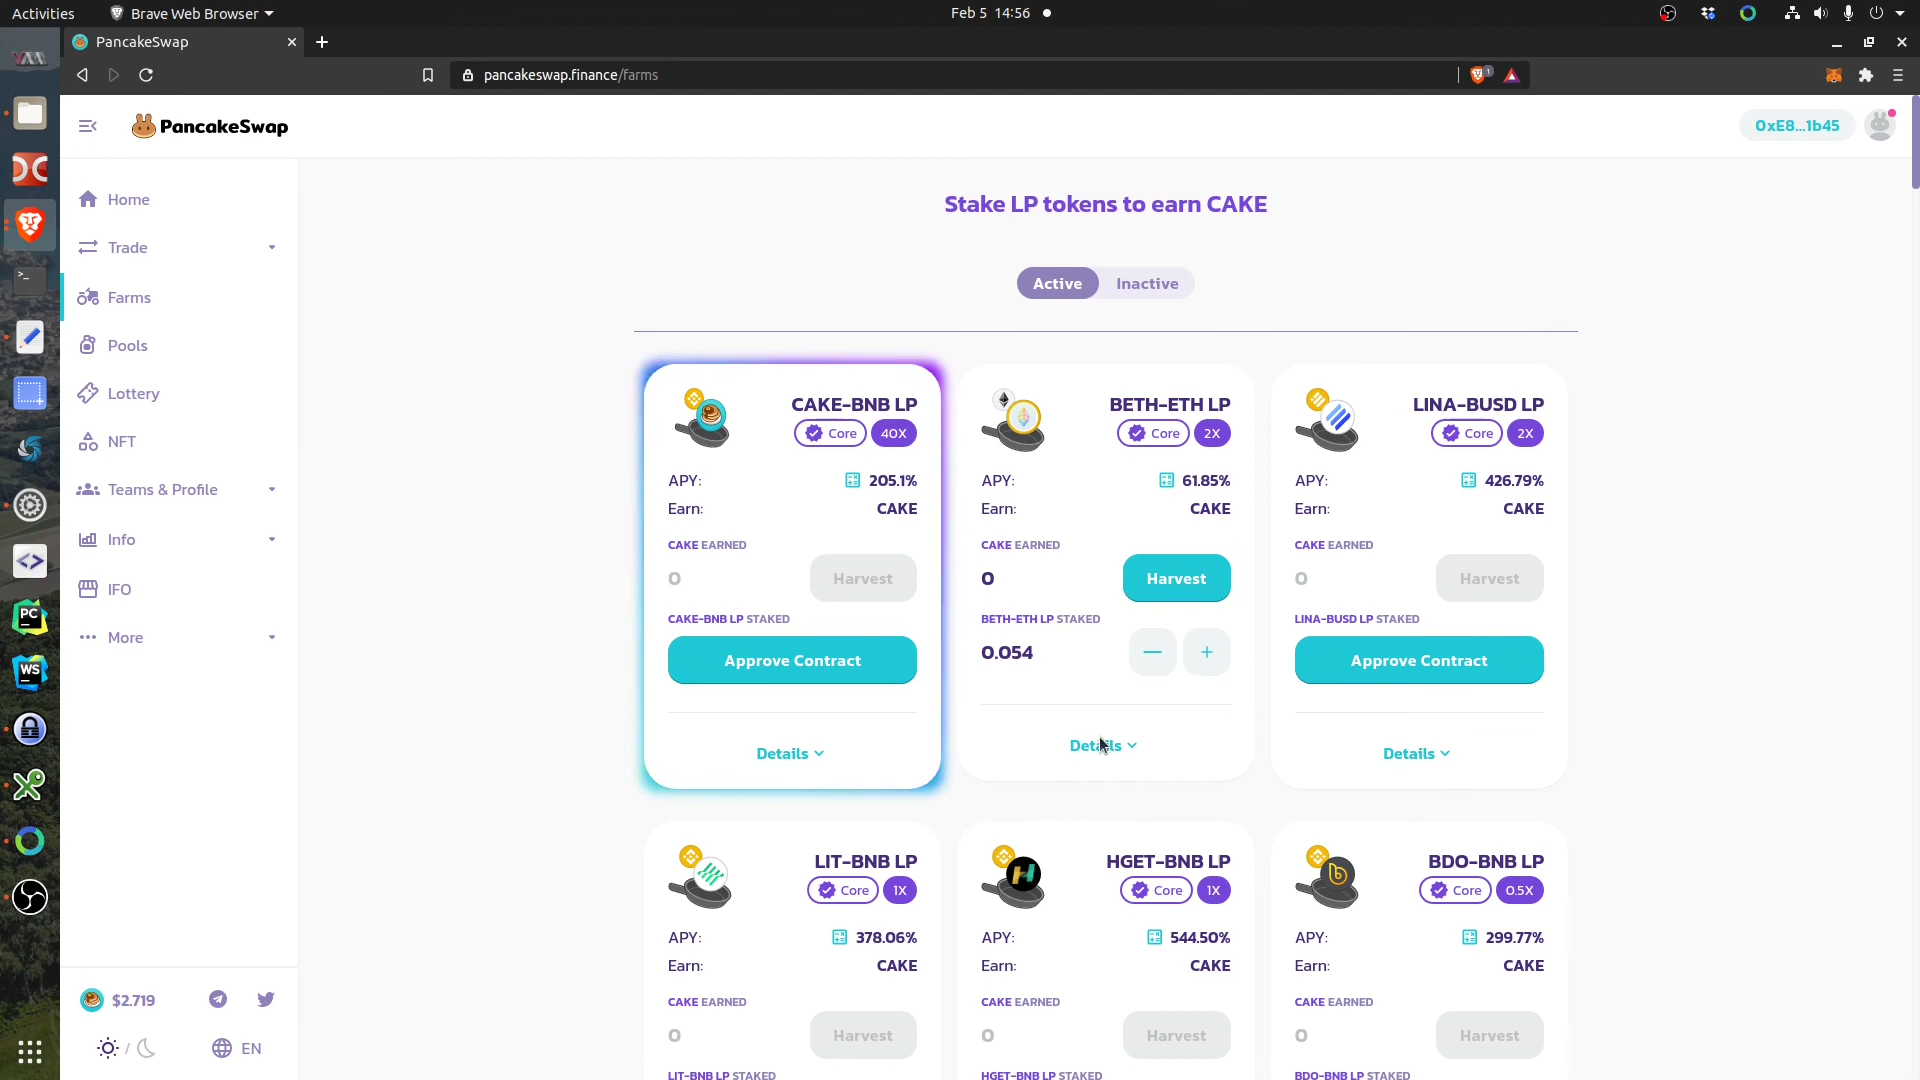 Activities
Brave Web Browser
Feb 5 14:56
PancakeSwap
pancakeswap.finance/farms
1
PancakeSwap
0xE8...1b45
Home
Trade
Farms
Pools
Lottery
NFT
Teams & Profile
Info
IFO
More
$2.719
/
EN
Stake LP tokens to earn CAKE
Active
Inactive
CAKE-BNB LP
Core
40X
APY:
205.1%
Earn:
CAKE
CAKE EARNED
0
Harvest
CAKE-BNB LP STAKED
Approve Contract
Details
BETH-ETH LP
Core
2X
APY:
61.85%
Earn:
CAKE
CAKE EARNED
0
Harvest
BETH-ETH LP STAKED
0.054
Details
LINA-BUSD LP
Core
2X
APY:
426.79%
Earn:
CAKE
CAKE EARNED
0
Harvest
LINA-BUSD LP STAKED
Approve Contract
Details
LIT-BNB LP
Core
1X
APY:
378.06%
Earn:
CAKE
CAKE EARNED
0
Harvest
LIT-BNB LP STAKED
HGET-BNB LP
Core
1X
APY:
544.50%
Earn:
CAKE
CAKE EARNED
0
Harvest
HGET-BNB LP STAKED
BDO-BNB LP
Core
0.5X
APY:
299.77%
Earn:
CAKE
CAKE EARNED
0
Harvest
BDO-BNB LP STAKED
PC
WS